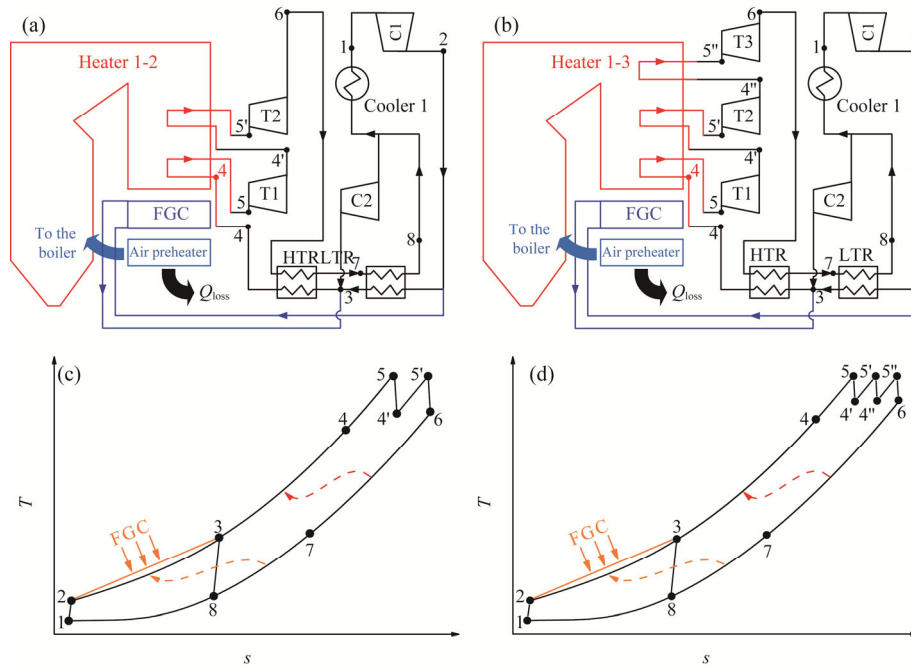 (a)
6
C1
1
2
Heater 1-2
Cooler 1
T2
5'
4'
4
T1
C2
5
FGC
To the
boiler
4
8
Air preheater
HTRLTR
7
Qloss
3
(b)
6
C1
T3
1
5"
Heater 1-3
4"
Cooler 1
T2
5'
4'
4
T1
C2
5
FGC
To the
boiler
4
8
Air preheater
HTR
7
LTR
Qloss
3
(c)
5
5'
4'
6
4
T
FGC
3
7
2
8
1
s
(d)
5
5'
5"
4'
4"
6
4
T
FGC
3
7
2
8
1
s